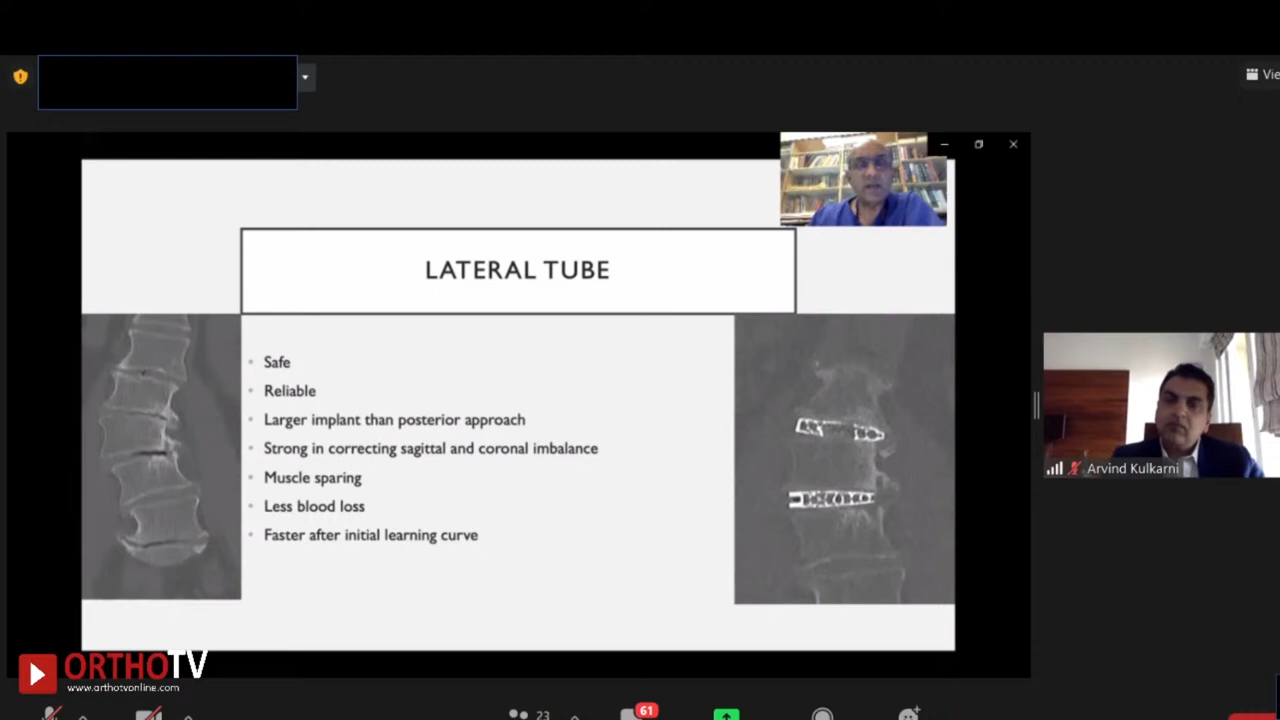 Vie
LATERAL TUBE
Safe
Reliable
Larger implant than posterior approach
Strong in correcting sagittal and coronal imbalance
Muscle sparing
Less blood loss
Faster after initial learning curve
Arvind Kulkarni
ORTHOTV
www.orthotvonline.com
23
61